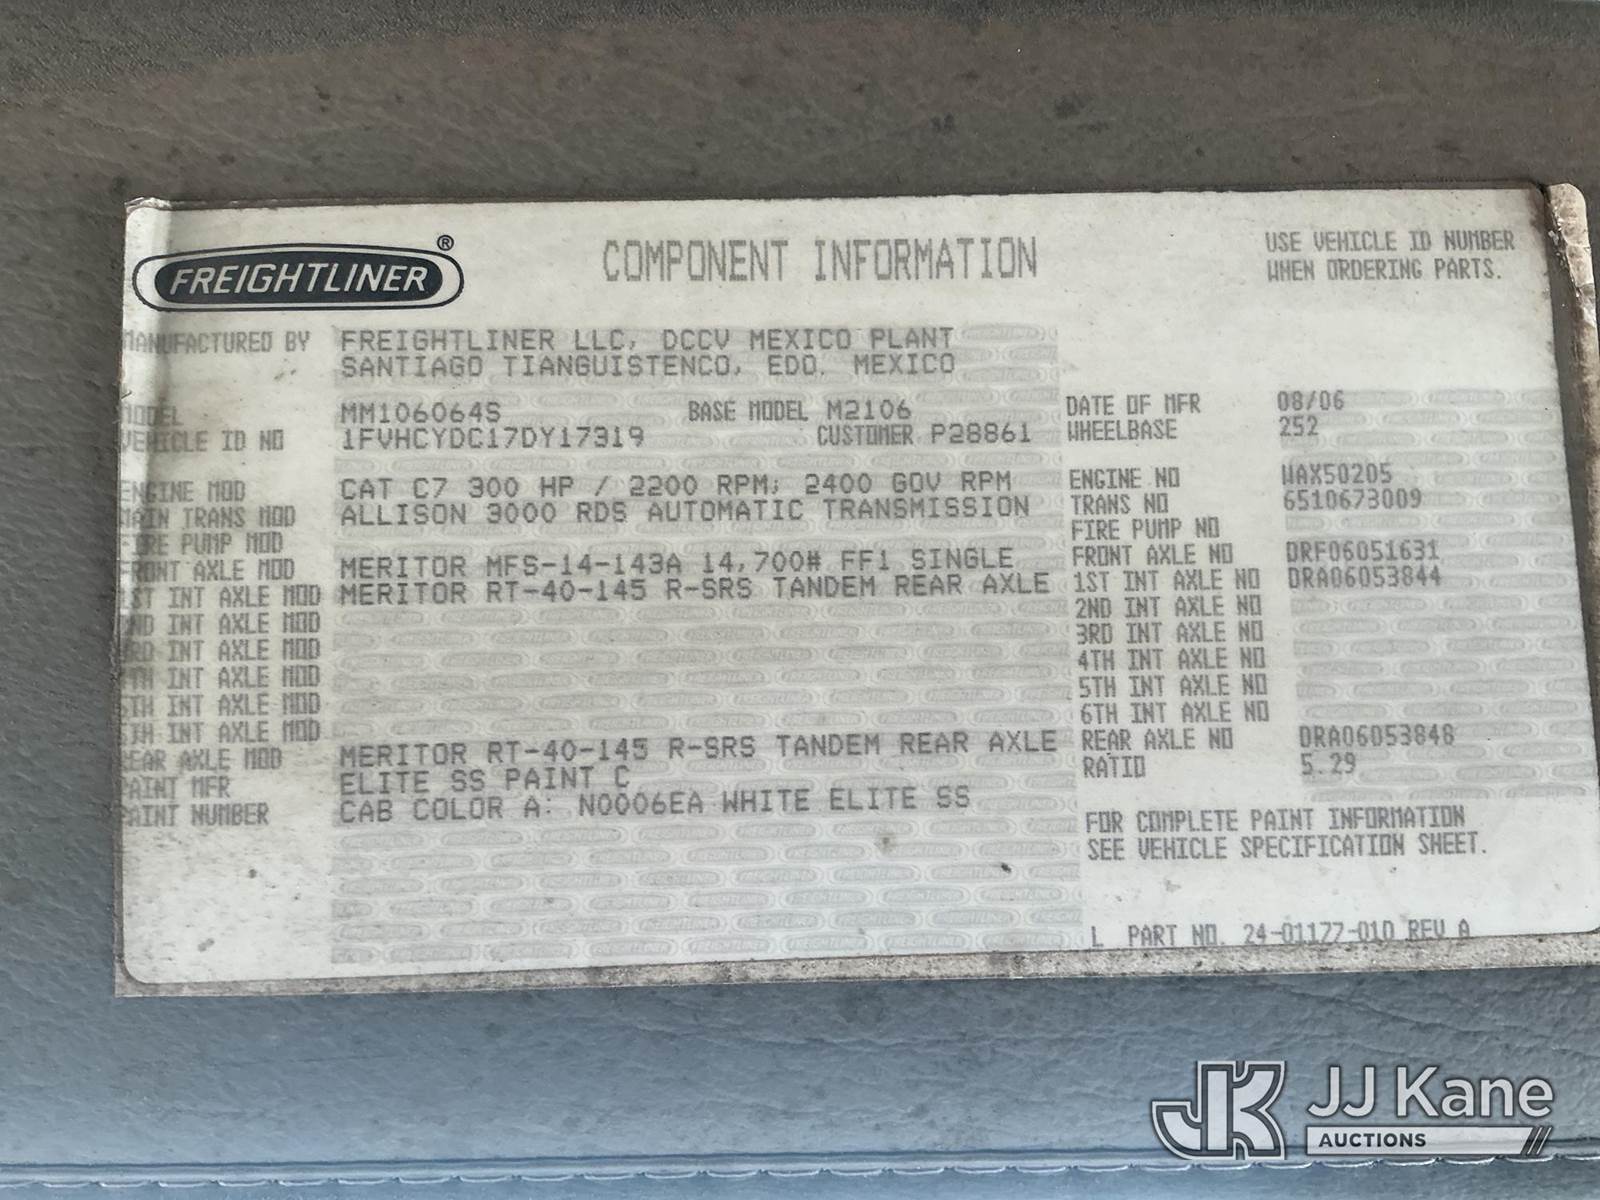 FREIGHTLINER ®
COMPONENT INFORMATION
USE VEHICLE ID NUMBER
WHEN ORDERING PARTS.
MANUFACTURED BY FREIGHTLINER LLC, DCCV MEXICO PLANT
SANTIAGO TIANGUISTENCO, EDO. MEXICO
MODEL MM106064S BASE MODEL M2106 DATE OF MFR 08/06
VEHICLE ID NO 1FVHCYDC17DY17319 CUSTOMER P28861 WHEELBASE 252
ENGINE MOD CAT C7 300 HP / 2200 RPM; 2400 GOV RPM ENGINE NO WAX50205
MAIN TRANS MOD ALLISON 3000 RDS AUTOMATIC TRANSMISSION TRANS NO 6510673009
FIRE PUMP MOD FIRE PUMP NO
FRONT AXLE MOD MERITOR MFS-14-143A 14,700# FF1 SINGLE FRONT AXLE NO DRF06051631
1ST INT AXLE MOD MERITOR RT-40-145 R-SRS TANDEM REAR AXLE 1ST INT AXLE NO DRA06053844
2ND INT AXLE MOD 2ND INT AXLE NO
3RD INT AXLE MOD 3RD INT AXLE NO
4TH INT AXLE MOD 4TH INT AXLE NO
5TH INT AXLE MOD 5TH INT AXLE NO
6TH INT AXLE MOD 6TH INT AXLE NO
REAR AXLE MOD MERITOR RT-40-145 R-SRS TANDEM REAR AXLE REAR AXLE NO DRA06053848
PAINT MFR ELITE SS PAINT C RATIO 5.29
PAINT NUMBER CAB COLOR A: N0006EA WHITE ELITE SS
FOR COMPLETE PAINT INFORMATION
SEE VEHICLE SPECIFICATION SHEET.
L PART NO. 24-01177-010 REV A
JK JJ Kane
AUCTIONS